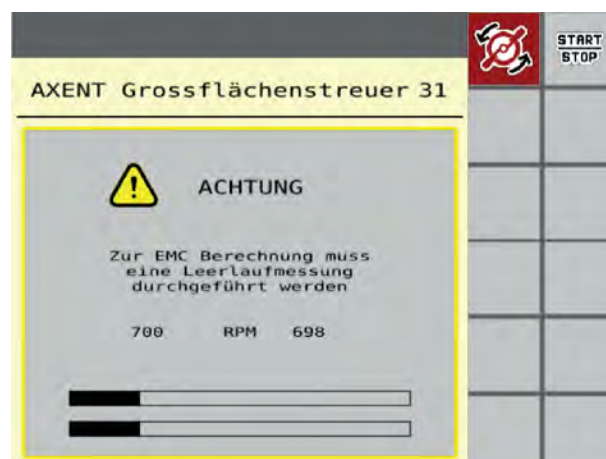 START
STOP
AXENT Grossflächenstreuer 31
ACHTUNG
Zur EMC Berechnung muss
eine Leerlaufmessung
durchgeführt werden
700 RPM 698